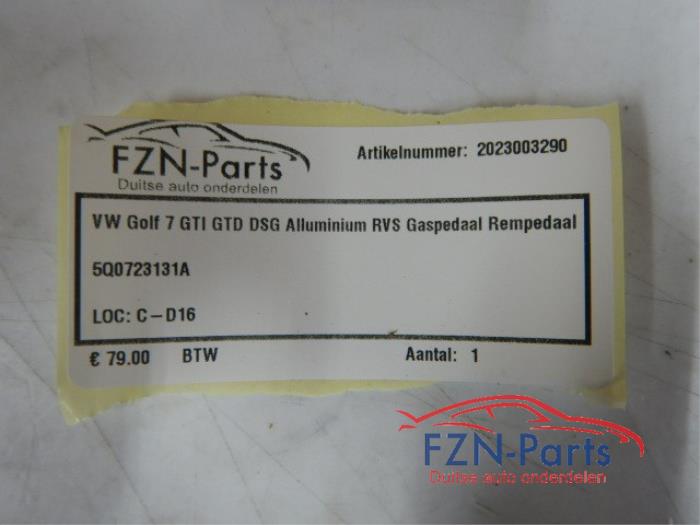 FZN-Parts
Duitse auto onderdelen
Artikelnummer: 2023003290
VW Golf 7 GTI GTD DSG Alluminium RVS Gaspedaal Rempedaal
5Q0723131A
LOC: C-D16
€ 79.00 BTW Aantal: 1
FZN-Parts
Duitse auto onderdelen